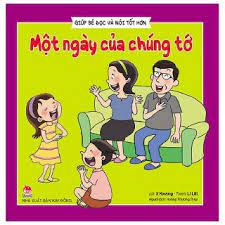 GIÚP BÉ ĐỌC VÀ NÓI TỐT HƠN
Một ngày của chúng tớ
NHÀ XUẤT BẢN KIM ĐỒNG